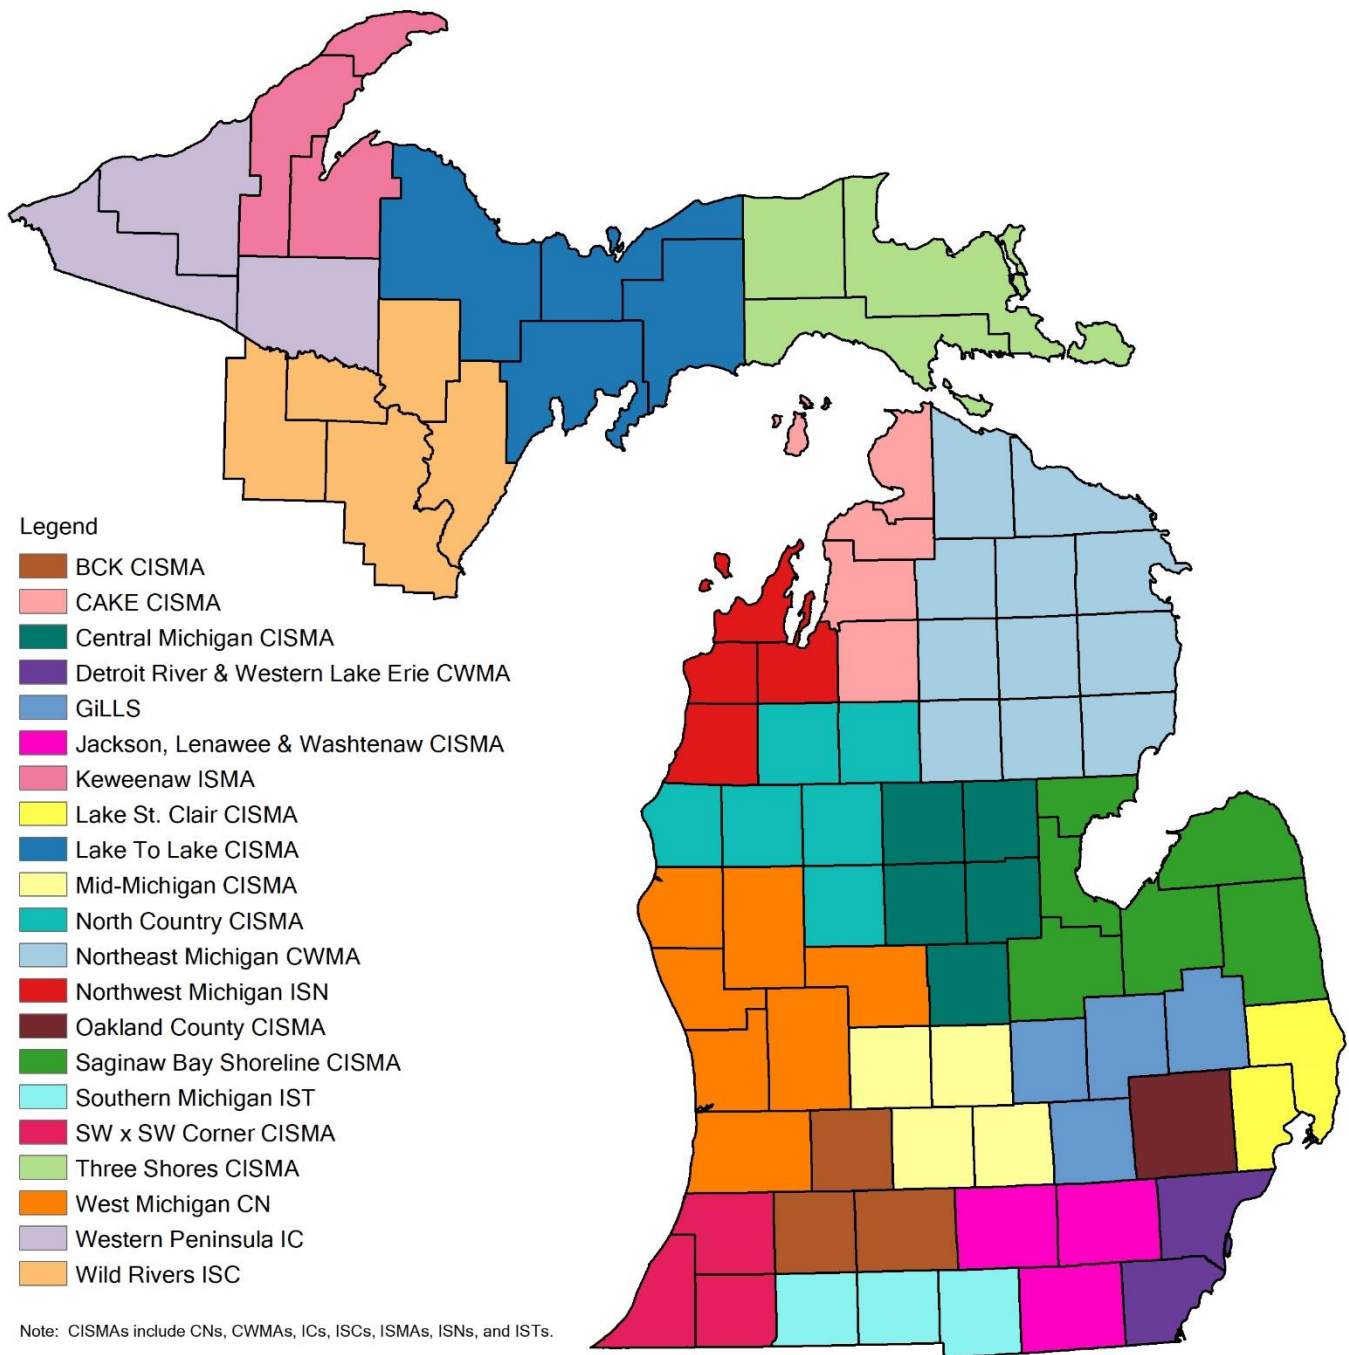 Legend
BCK CISMA
CAKE CISMA
Central Michigan CISMA
Detroit River & Western Lake Erie CWMA
GiLLS
Jackson, Lenawee & Washtenaw CISMA
Keweenaw ISMA
Lake St. Clair CISMA
Lake To Lake CISMA
Mid-Michigan CISMA
North Country CISMA
Northeast Michigan CWMA
Northwest Michigan ISN
Oakland County CISMA
Saginaw Bay Shoreline CISMA
Southern Michigan IST
SW x SW Corner CISMA
Three Shores CISMA
West Michigan CN
Western Peninsula IC
Wild Rivers ISC
Note: CISMAs include CNs, CWMAs, ICs, ISCs, ISMAs, ISNs, and ISTs.